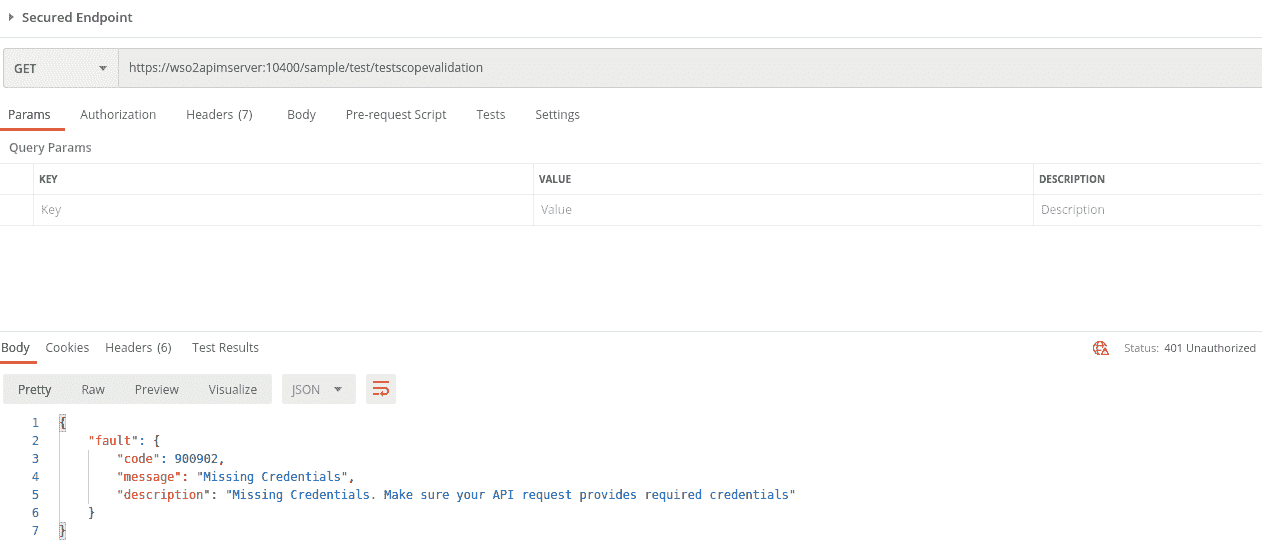 Secured Endpoint
GET https://wso2apimserver:10400/sample/test/testscopevalidation
Params Authorization Headers (7) Body Pre-request Script Tests Settings
Query Params
KEY VALUE DESCRIPTION
Key Value Description
Body Cookies Headers (6) Test Results Status: 401 Unauthorized
Pretty Raw Preview Visualize JSON
1 {
2 "fault": {
3 "code": 900902,
4 "message": "Missing Credentials",
5 "description": "Missing Credentials. Make sure your API request provides required credentials"
6 }
7 }